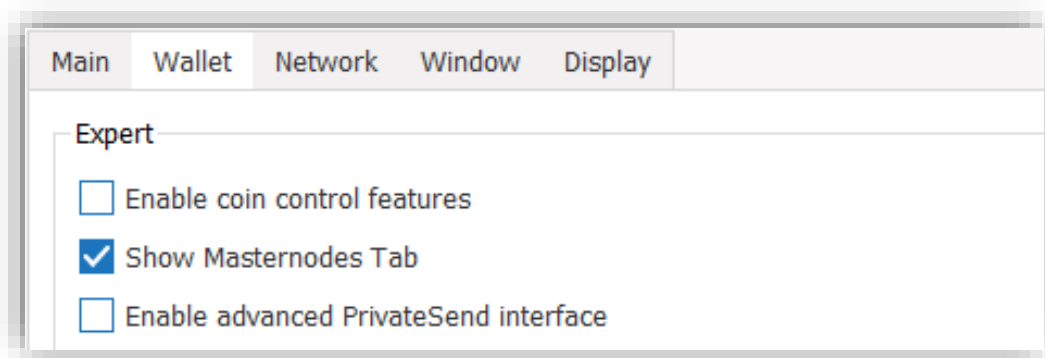 Main Wallet Network Window Display
Expert
Enable coin control features
Show Masternodes Tab
Enable advanced PrivateSend interface